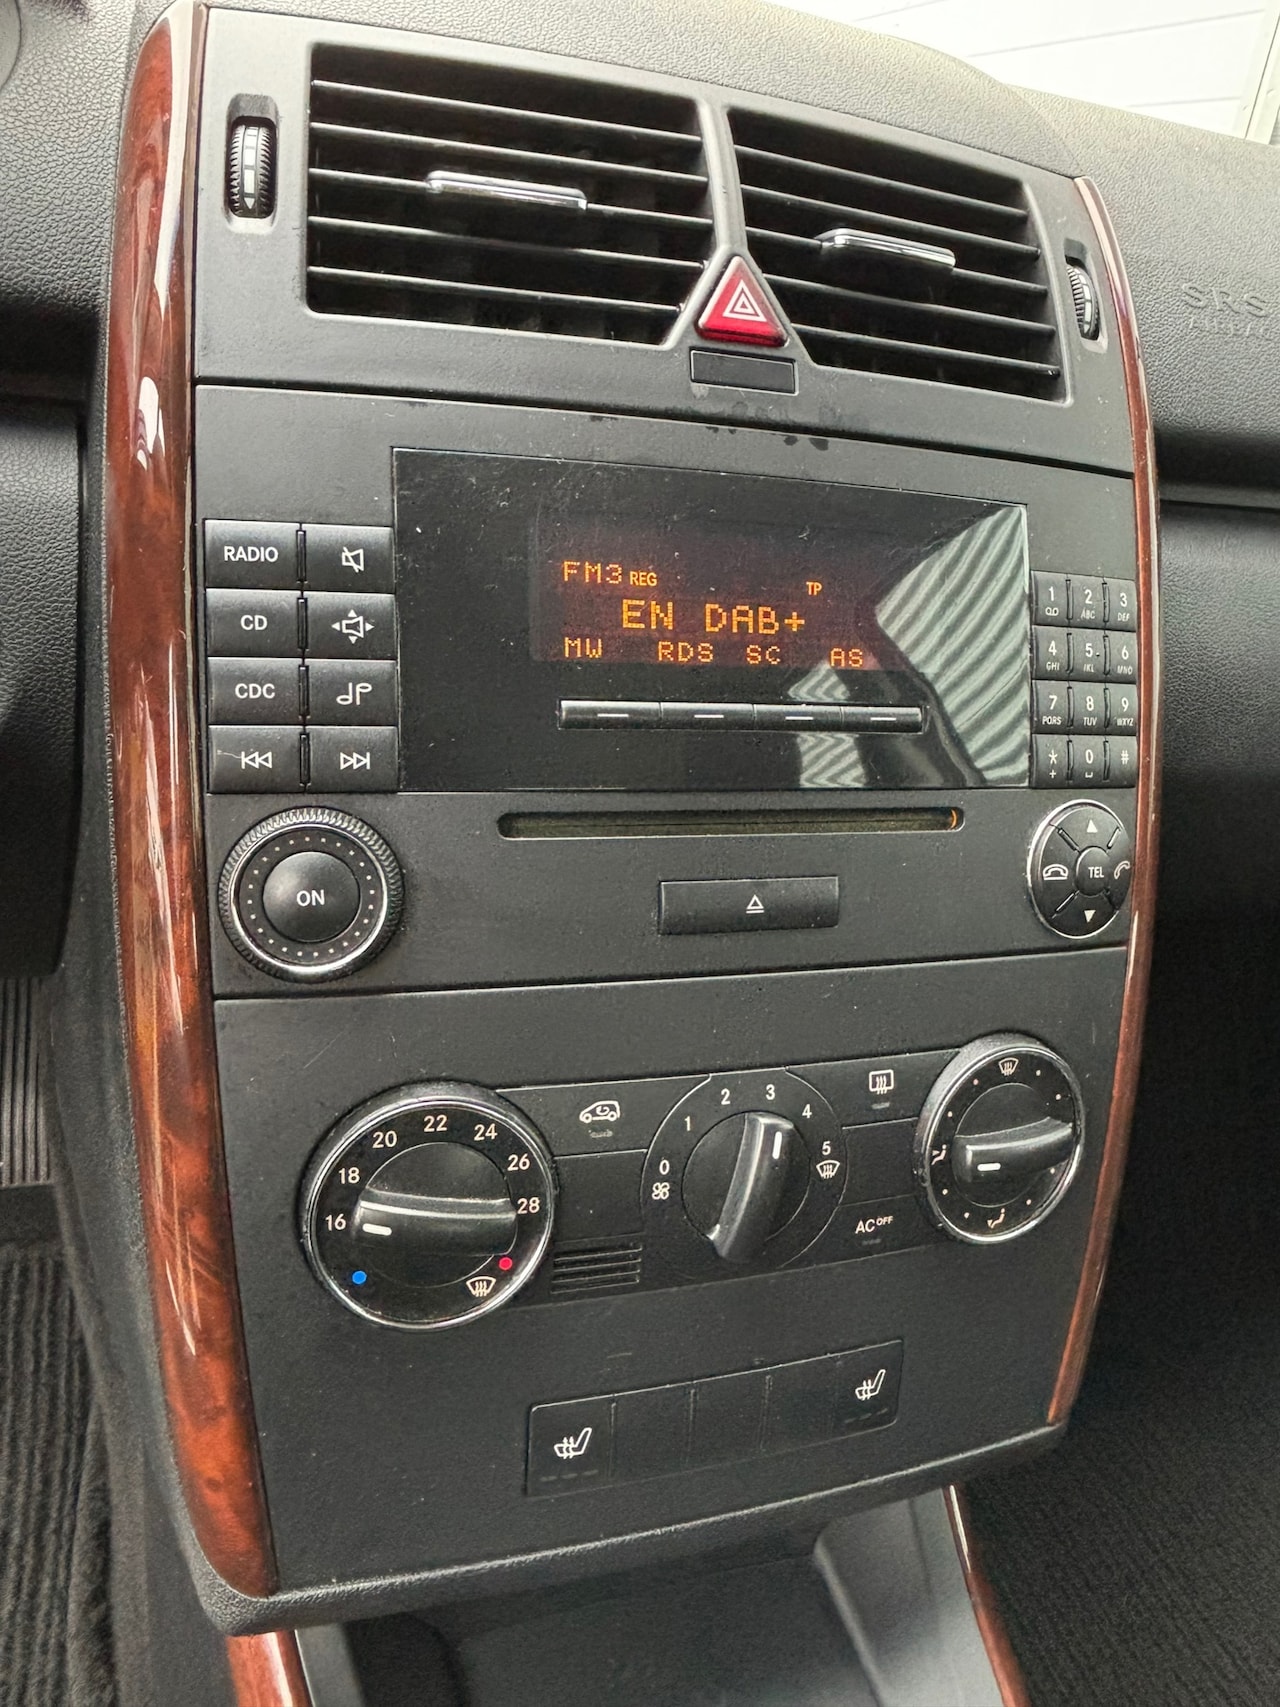 SRS
RADIO
CD
CDC
FM3 REG TP
EN DAB+
MW RDS SC AS
1 2 3
ABC DEF
4 5 6
GHI JKL MNO
7 8 9
PQRS TUV WXYZ
* 0 #
+
ON
TEL
16 18 20 22 24 26 28
0 1 2 3 4 5
AC OFF